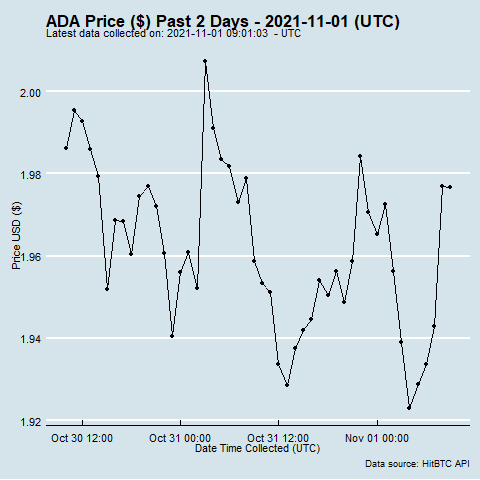 ADA Price ($) Past 2 Days - 2021-11-01 (UTC)
Latest data collected on: 2021-11-01 09:01:03 - UTC
2.00
1.98
1.96
1.94
1.92
Price USD ($)
Oct 30 12:00 Oct 31 00:00 Oct 31 12:00 Nov 01 00:00
Date Time Collected (UTC)
Data source: HitBTC API